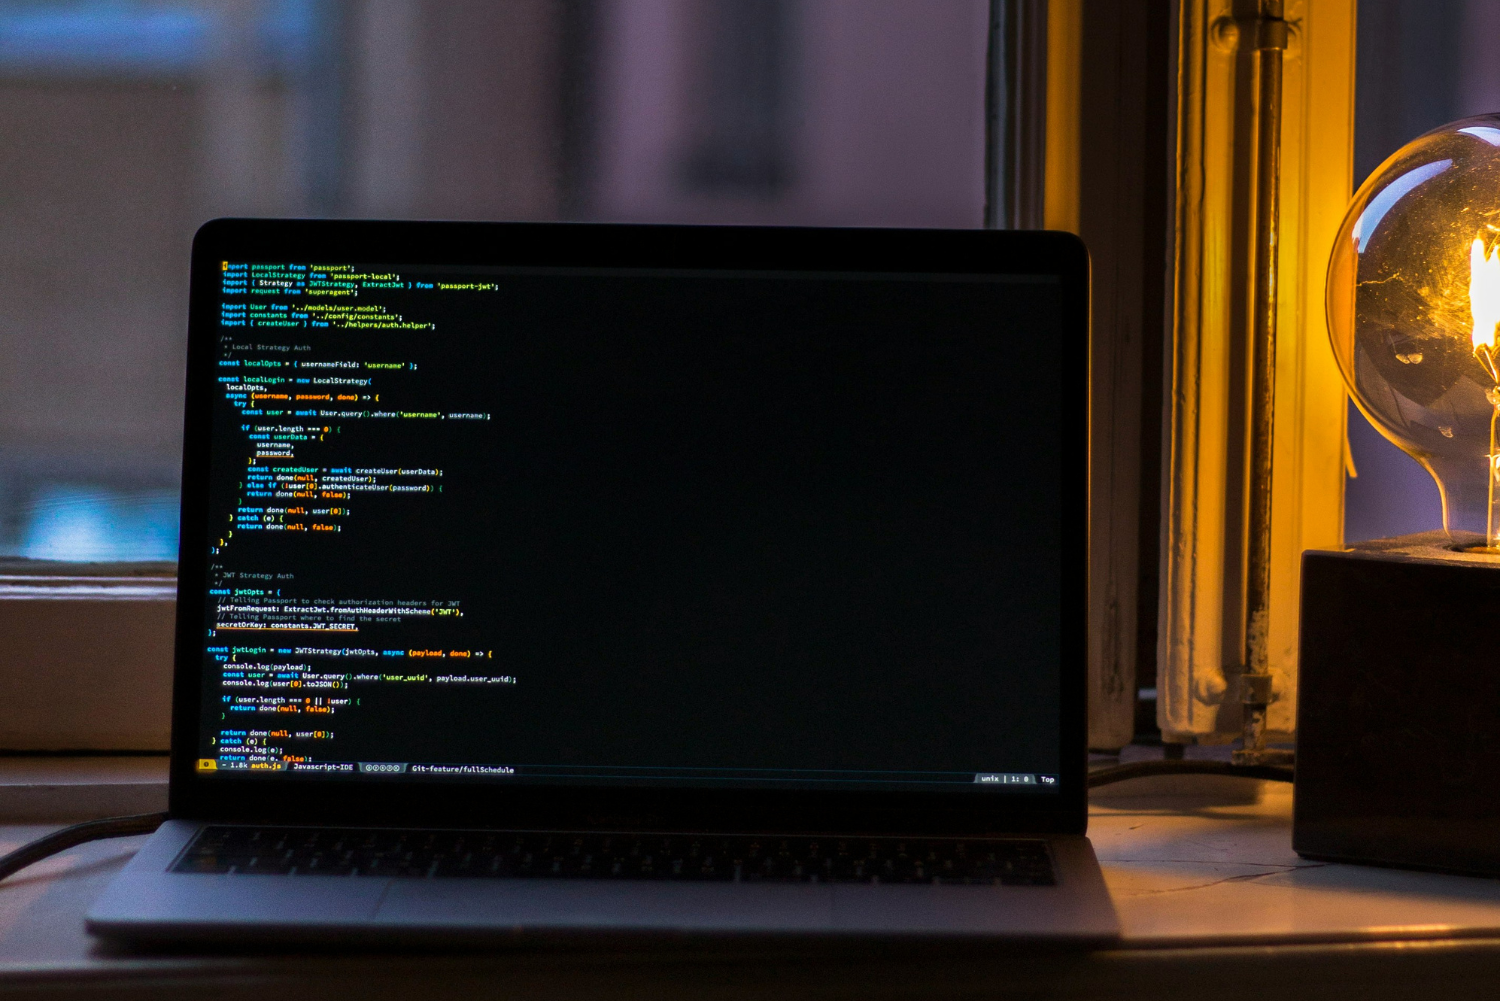 import passport from 'passport';
import LocalStrategy from 'passport-local';
import { Strategy as JWTStrategy, ExtractJwt } from 'passport-jwt';
import request from 'superagent';
import User from '../models/user.model';
import constants from '../config/constants';
import { createUser } from '../helpers/auth.helper';
/**
* Local Strategy Auth
*/
const localOpts = { usernameField: 'username' };
const localLogin = new LocalStrategy(
localOpts,
async (username, password, done) => {
try {
const user = await User.query().where('username', username);
if (user.length === 0) {
const userData = {
username,
password,
};
const createdUser = await createUser(userData);
return done(null, createdUser);
} else if (!user[0].authenticateUser(password)) {
return done(null, false);
}
return done(null, user[0]);
} catch (e) {
return done(null, false);
}
},
);
/**
* JWT Strategy Auth
*/
const jwtOpts = {
// Telling Passport to check authorization headers for JWT
jwtFromRequest: ExtractJwt.fromAuthHeaderWithScheme('JWT'),
// Telling Passport where to find the secret
secretOrKey: constants.JWT_SECRET,
};
const jwtLogin = new JWTStrategy(jwtOpts, async (payload, done) => {
try {
console.log(payload);
const user = await User.query().where('user_uuid', payload.user_uuid);
console.log(user[0].toJSON());
if (user.length === 0 || !user) {
return done(null, false);
}
return done(null, user[0]);
} catch (e) {
console.log(e);
return done(e, false);
- 1.8k auth.js Javascript-IDE Git-feature/fullSchedule unix | 1: 0 Top